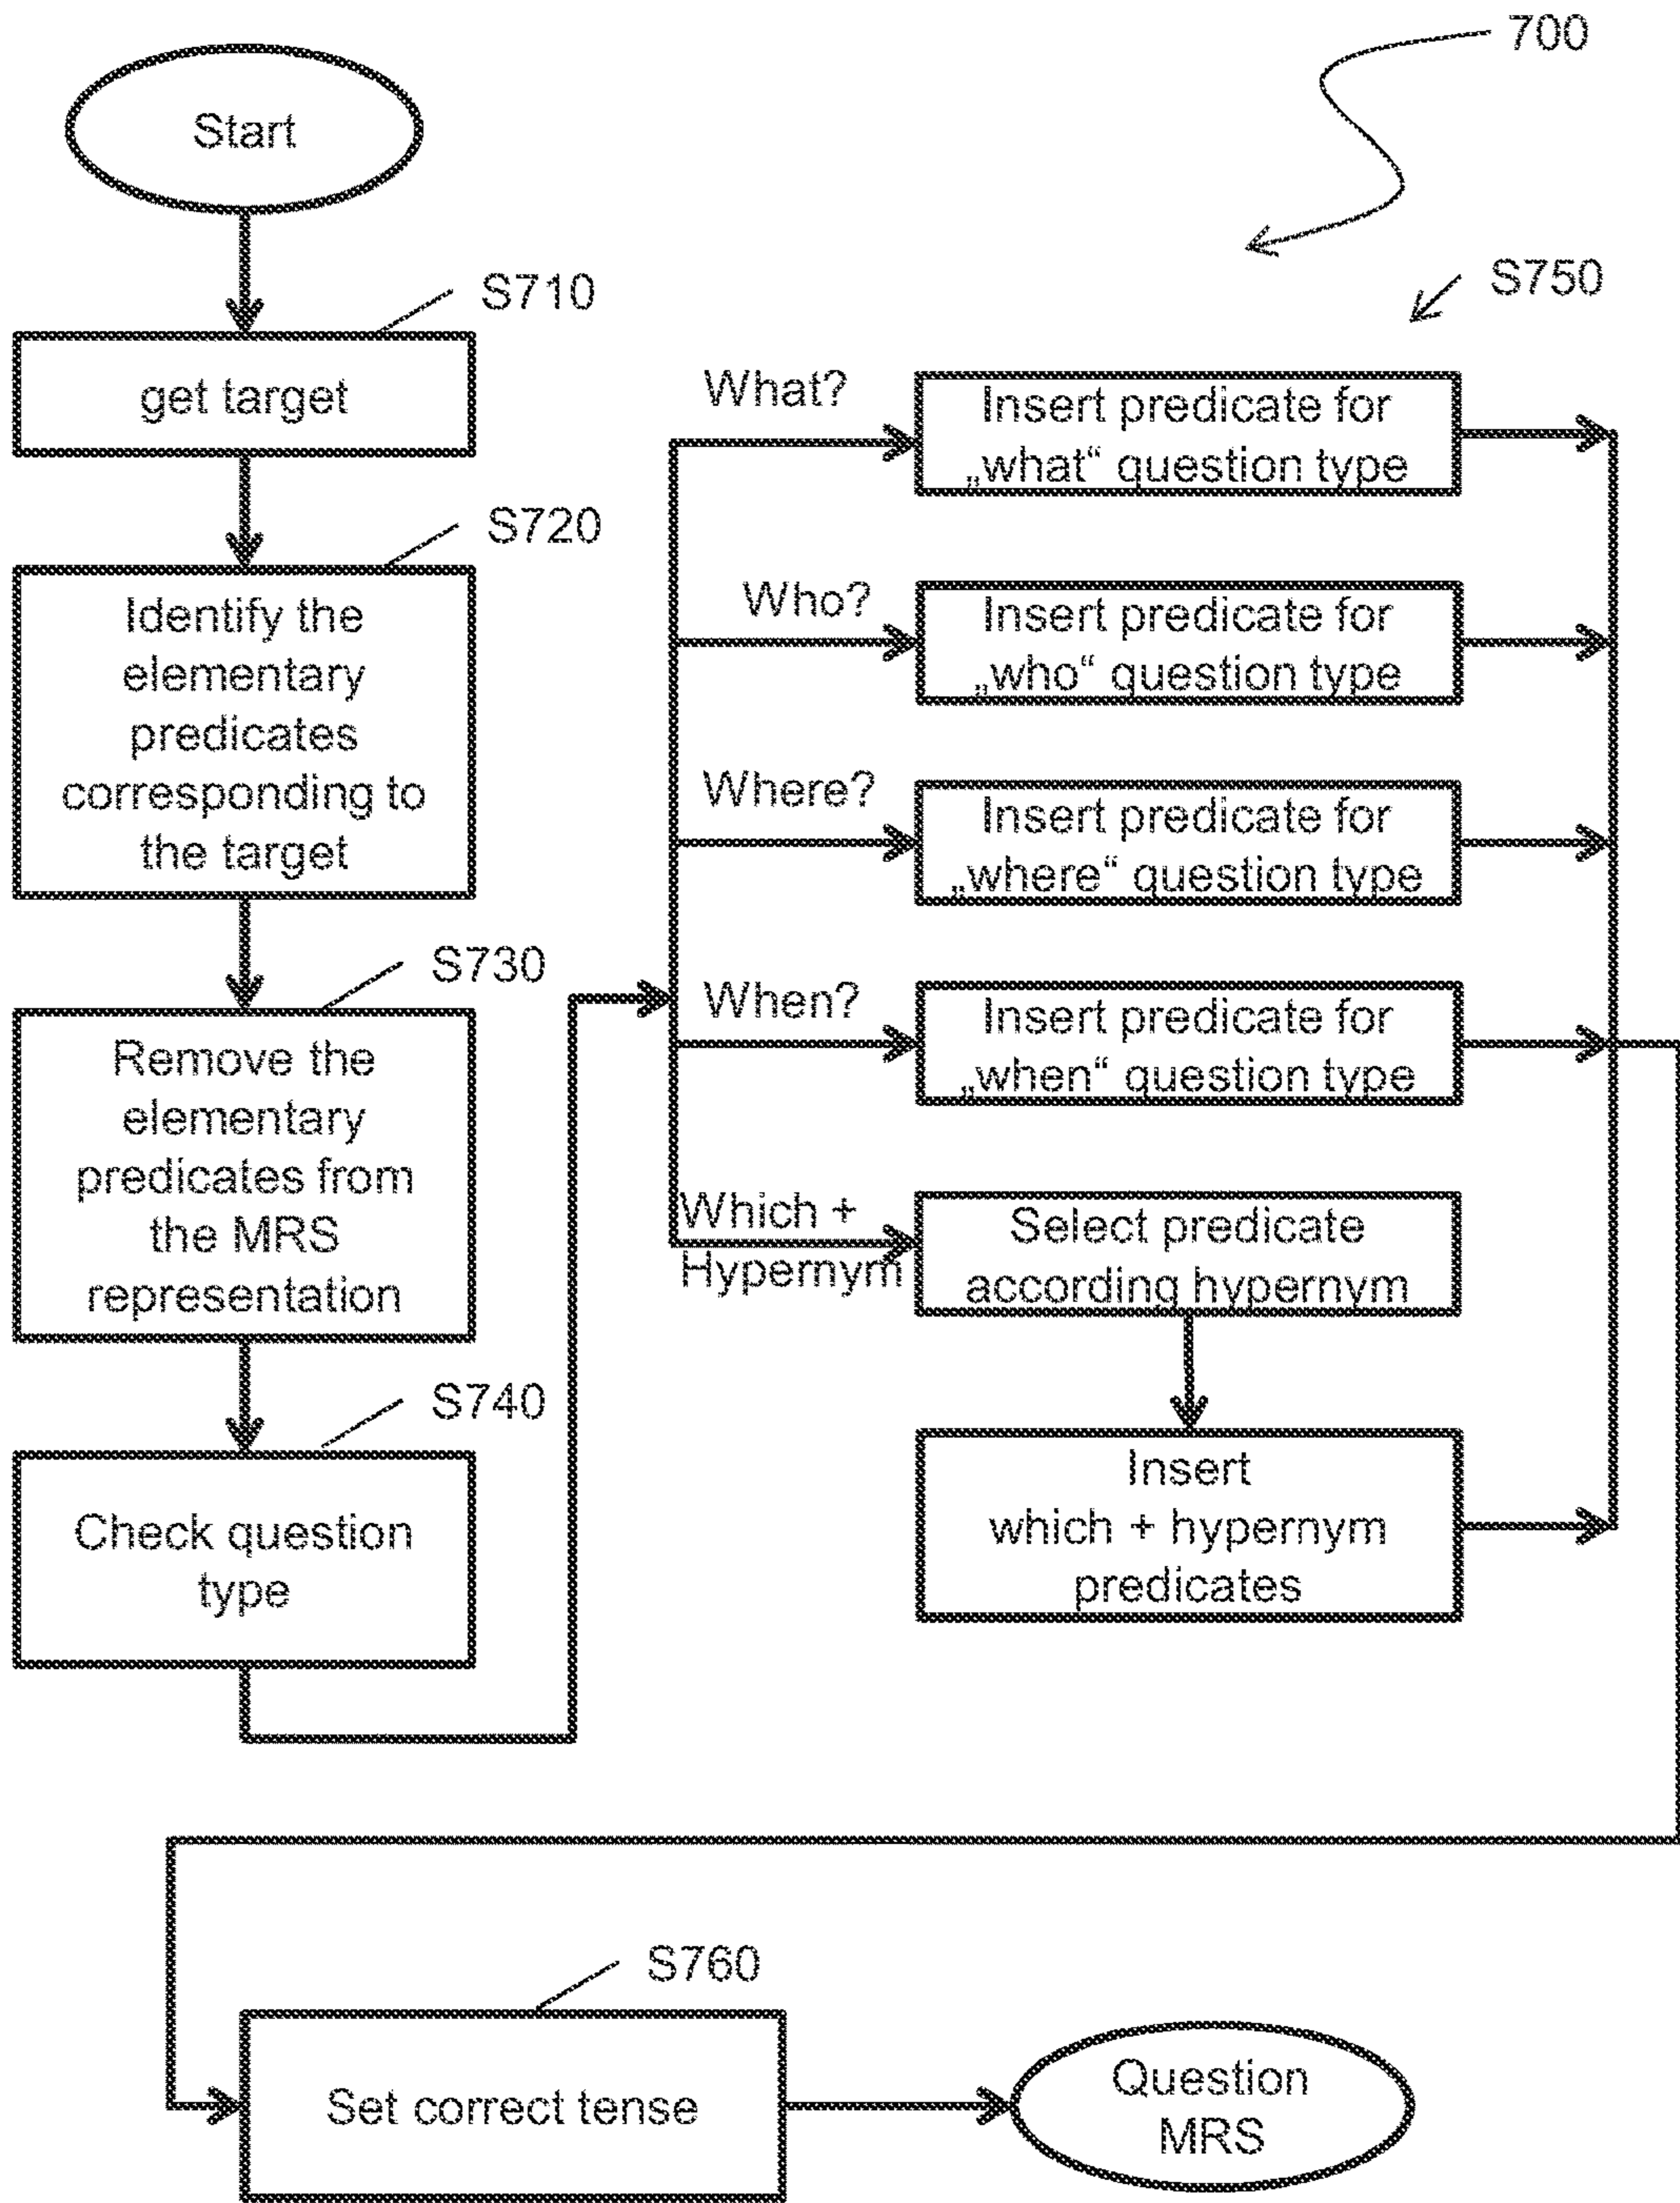 700
Start
S710
get target
S720
Identify the
elementary
predicates
corresponding to
the target
S730
Remove the
elementary
predicates from
the MRS
representation
S740
Check question
type
S750
What?
Insert predicate for
„what“ question type
Who?
Insert predicate for
„who“ question type
Where?
Insert predicate for
„where“ question type
When?
Insert predicate for
„when“ question type
Which +
Hypernym
Select predicate
according hypernym
Insert
which + hypernym
predicates
S760
Set correct tense
Question
MRS